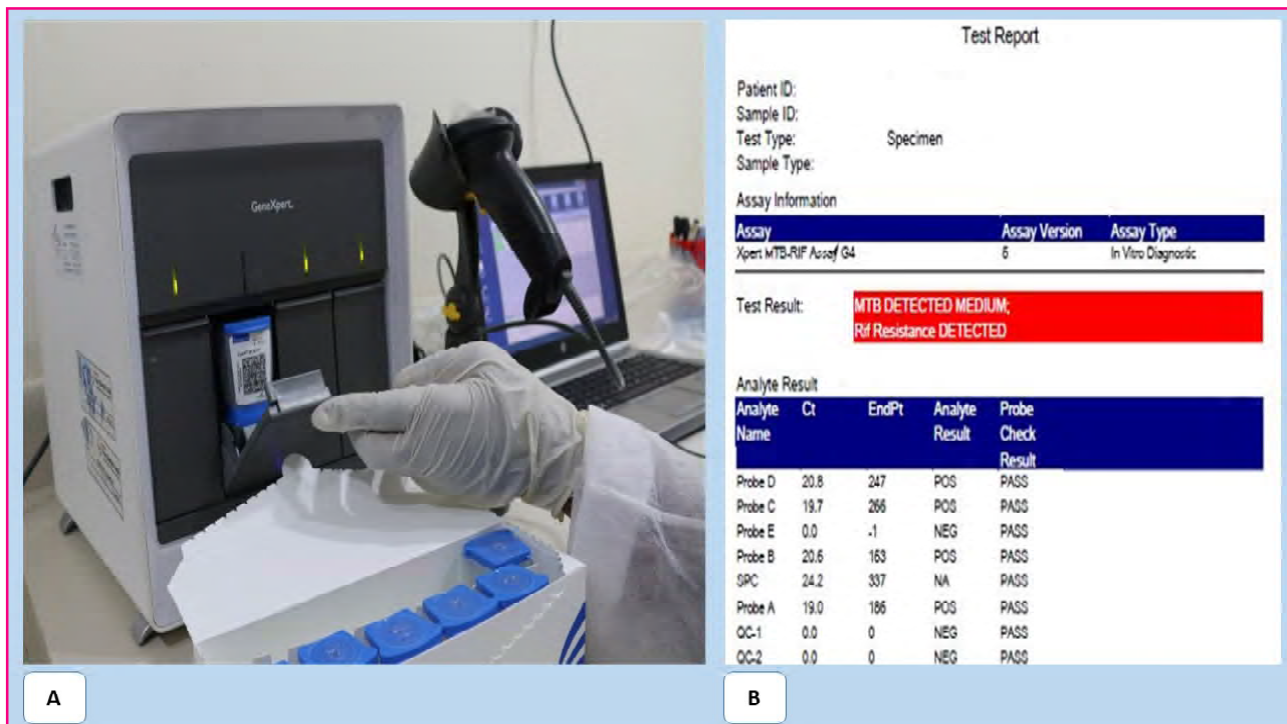 GeneXpert
A
Test Report
Patient ID:
Sample ID:
Test Type: Specimen
Sample Type:
Assay Information
Assay Assay Version Assay Type
Xpert MTB-RIF Assay G4 5 In Vitro Diagnostic
Test Result: MTB DETECTED MEDIUM;
Rif Resistance DETECTED
Analyte Result
Analyte Ct EndPt Analyte Probe
Name Result Check
Result
Probe D 20.8 247 POS PASS
Probe C 19.7 266 POS PASS
Probe E 0.0 -1 NEG PASS
Probe B 20.6 163 POS PASS
SPC 24.2 337 NA PASS
Probe A 19.0 186 POS PASS
QC-1 0.0 0 NEG PASS
QC-2 0.0 0 NEG PASS
B